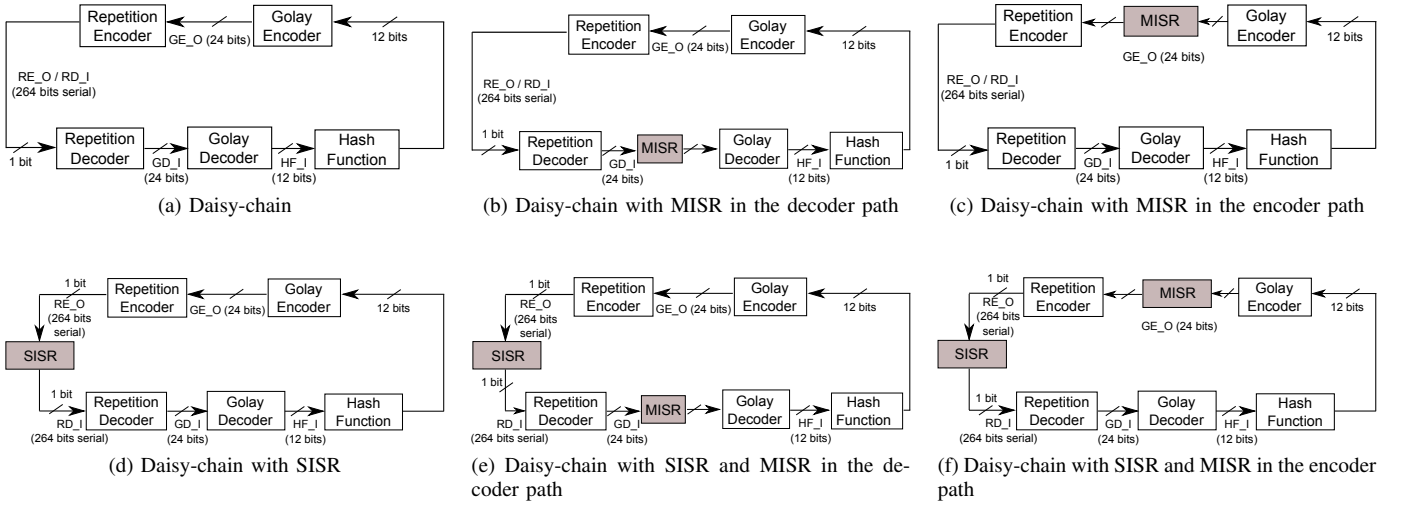 Repetition
Encoder
GE_O (24 bits)
Golay
Encoder
12 bits
RE_O / RD_I
(264 bits serial)
1 bit
Repetition
Decoder
GD_I
(24 bits)
Golay
Decoder
HF_I
(12 bits)
Hash
Function
(a) Daisy-chain
Repetition
Encoder
GE_O (24 bits)
Golay
Encoder
12 bits
RE_O / RD_I
(264 bits serial)
1 bit
Repetition
Decoder
GD_I
(24 bits)
MISR
Golay
Decoder
HF_I
(12 bits)
Hash
Function
(b) Daisy-chain with MISR in the decoder path
Repetition
Encoder
MISR
GE_O (24 bits)
Golay
Encoder
12 bits
RE_O / RD_I
(264 bits serial)
1 bit
Repetition
Decoder
GD_I
(24 bits)
Golay
Decoder
HF_I
(12 bits)
Hash
Function
(c) Daisy-chain with MISR in the encoder path
1 bit
RE_O
(264 bits
serial)
Repetition
Encoder
GE_O (24 bits)
Golay
Encoder
12 bits
SISR
1 bit
RD_I
(264 bits serial)
Repetition
Decoder
GD_I
(24 bits)
Golay
Decoder
HF_I
(12 bits)
Hash
Function
(d) Daisy-chain with SISR
1 bit
RE_O
(264 bits
serial)
Repetition
Encoder
GE_O (24 bits)
Golay
Encoder
12 bits
SISR
1 bit
RD_I
(264 bits serial)
Repetition
Decoder
GD_I
(24 bits)
MISR
Golay
Decoder
HF_I
(12 bits)
Hash
Function
(e) Daisy-chain with SISR and MISR in the de-
coder path
1 bit
RE_O
(264 bits
serial)
Repetition
Encoder
MISR
GE_O (24 bits)
Golay
Encoder
12 bits
SISR
1 bit
RD_I
(264 bits serial)
Repetition
Decoder
GD_I
(24 bits)
Golay
Decoder
HF_I
(12 bits)
Hash
Function
(f) Daisy-chain with SISR and MISR in the encoder
path